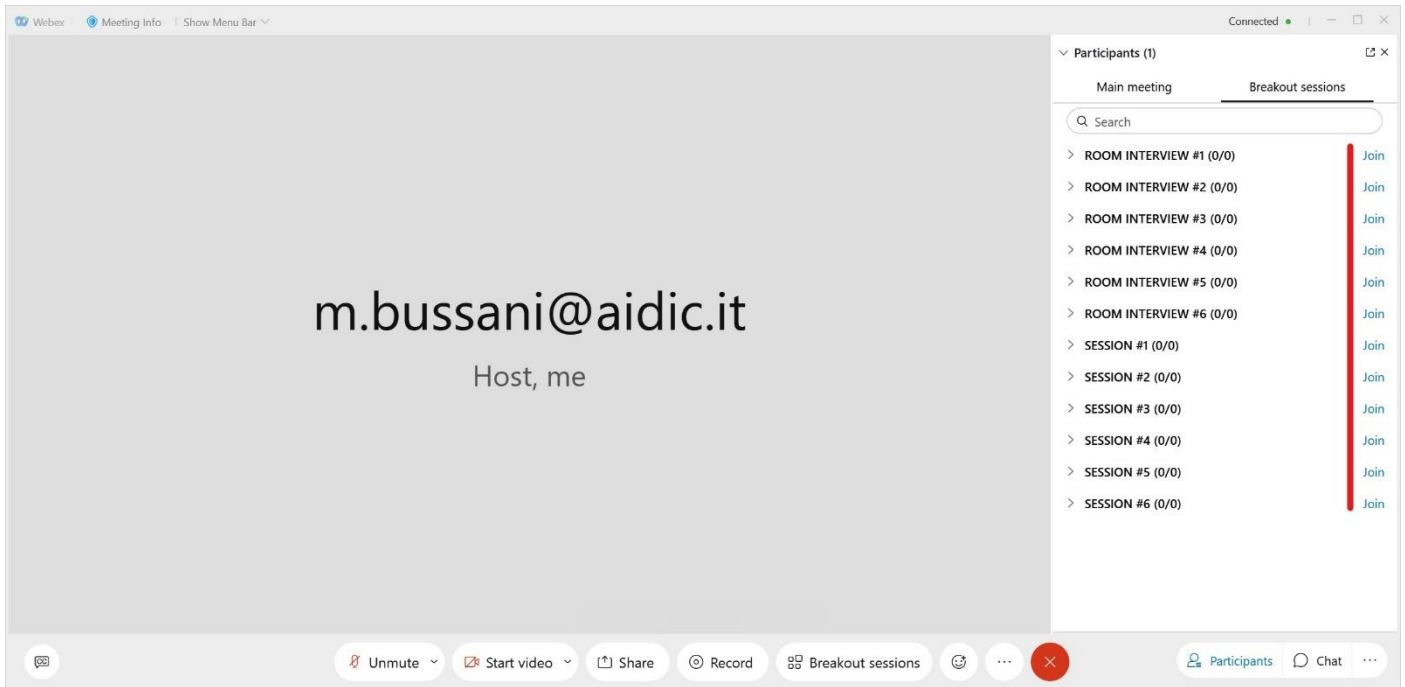 Webex Meeting Info Show Menu Bar Connected
Participants (1)
Main meeting Breakout sessions
Search
ROOM INTERVIEW #1 (0/0) Join
ROOM INTERVIEW #2 (0/0) Join
ROOM INTERVIEW #3 (0/0) Join
ROOM INTERVIEW #4 (0/0) Join
ROOM INTERVIEW #5 (0/0) Join
ROOM INTERVIEW #6 (0/0) Join
SESSION #1 (0/0) Join
SESSION #2 (0/0) Join
SESSION #3 (0/0) Join
SESSION #4 (0/0) Join
SESSION #5 (0/0) Join
SESSION #6 (0/0) Join
m.bussani@aidic.it
Host, me
CC Unmute Start video Share Record Breakout sessions Participants Chat